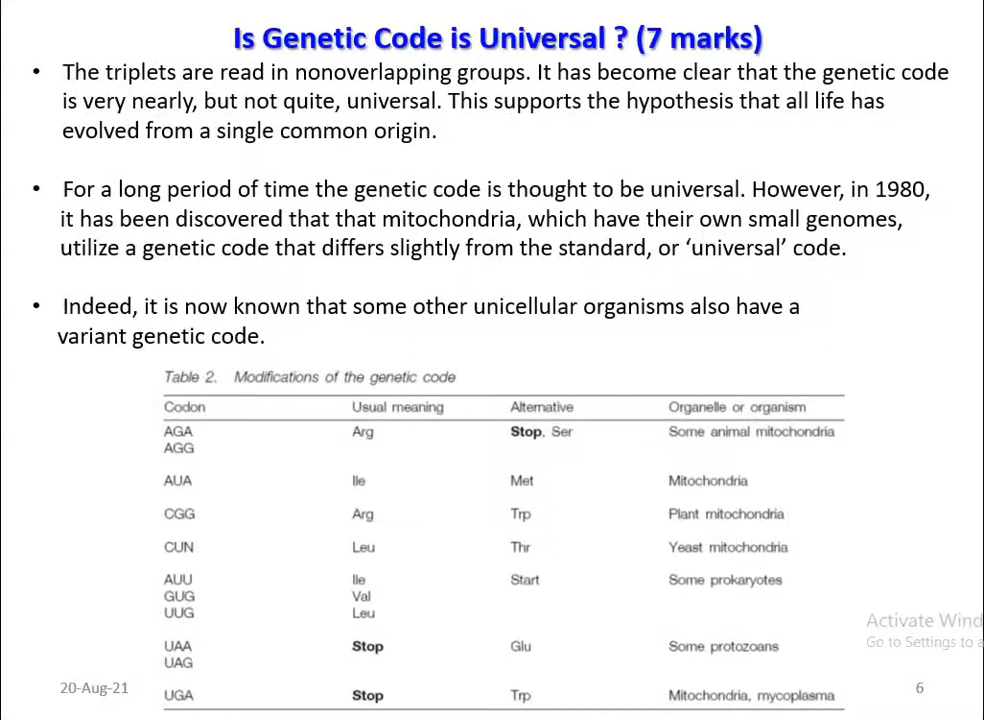 Is Genetic Code is Universal ? (7 marks)
• The triplets are read in nonoverlapping groups. It has become clear that the genetic code
is very nearly, but not quite, universal. This supports the hypothesis that all life has
evolved from a single common origin.
• For a long period of time the genetic code is thought to be universal. However, in 1980,
it has been discovered that that mitochondria, which have their own small genomes,
utilize a genetic code that differs slightly from the standard, or ‘universal’ code.
• Indeed, it is now known that some other unicellular organisms also have a
variant genetic code.
Table 2. Modifications of the genetic code
Codon Usual meaning Alternative Organelle or organism
AGA Arg Stop, Ser Some animal mitochondria
AGG
AUA Ile Met Mitochondria
CGG Arg Trp Plant mitochondria
CUN Leu Thr Yeast mitochondria
AUU Ile Start Some prokaryotes
GUG Val
UUG Leu
UAA Stop Glu Some protozoans
UAG
UGA Stop Trp Mitochondria, mycoplasma
Activate Wind
Go to Settings to a
20-Aug-21 6